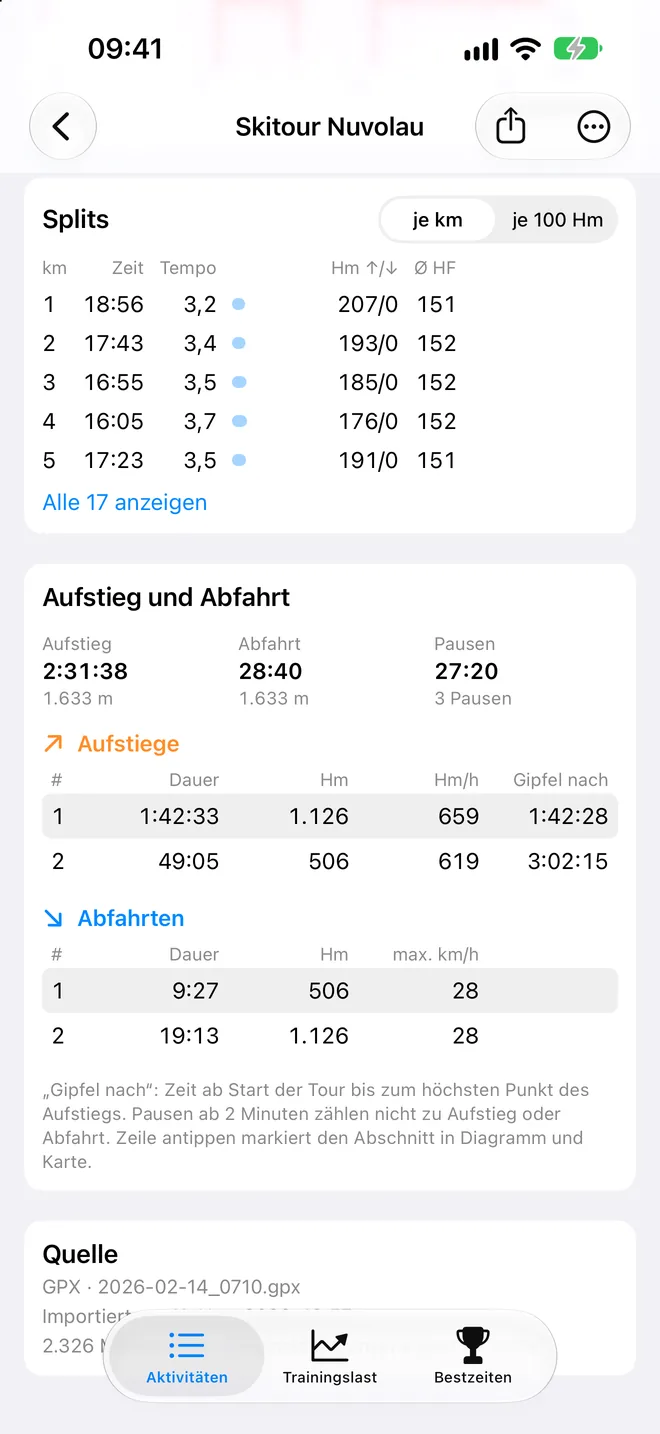 09:41
Skitour Nuvolau
Splits
je km je 100 Hm
km Zeit Tempo Hm ↑/↓ Ø HF
1 18:56 3,2 207/0 151
2 17:43 3,4 193/0 152
3 16:55 3,5 185/0 152
4 16:05 3,7 176/0 152
5 17:23 3,5 191/0 151
Alle 17 anzeigen
Aufstieg und Abfahrt
Aufstieg Abfahrt Pausen
2:31:38 28:40 27:20
1.633 m 1.633 m 3 Pausen
Aufstiege
# Dauer Hm Hm/h Gipfel nach
1 1:42:33 1.126 659 1:42:28
2 49:05 506 619 3:02:15
Abfahrten
# Dauer Hm max. km/h
1 9:27 506 28
2 19:13 1.126 28
„Gipfel nach“: Zeit ab Start der Tour bis zum höchsten Punkt des
Aufstiegs. Pausen ab 2 Minuten zählen nicht zu Aufstieg oder
Abfahrt. Zeile antippen markiert den Abschnitt in Diagramm und
Karte.
Quelle
GPX · 2026-02-14_0710.gpx
Importiert
2.326
Aktivitäten Trainingslast Bestzeiten